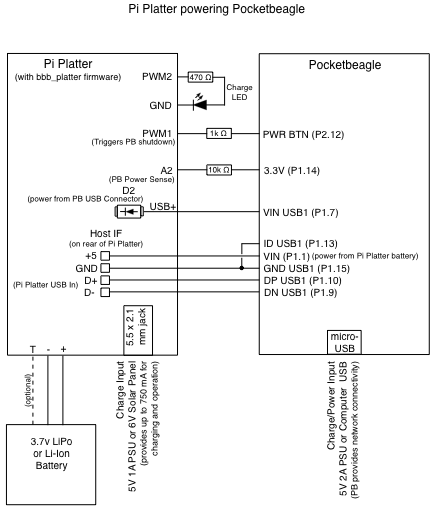 Pi Platter powering Pocketbeagle
Pi Platter
(with bbb_platter firmware)
Pocketbeagle
PWM2
470 Ω
Charge
LED
GND
PWM1
(Triggers PB shutdown)
1k Ω
PWR BTN (P2.12)
A2
(PB Power Sense)
10k Ω
3.3V (P1.14)
D2
(power from PB USB Connector)
USB+
VIN USB1 (P1.7)
Host IF
(on rear of Pi Platter)
ID USB1 (P1.13)
+5
VIN (P1.1) (power from Pi Platter battery)
GND
GND USB1 (P1.15)
(Pi Platter USB In)
D+
DP USB1 (P1.10)
D-
DN USB1 (P1.9)
5.5 x 2.1
mm jack
micro-
USB
T - +
(optional)
Charge Input
5V 1A PSU or 6V Solar Panel
(provides up to 750 mA for
charging and operation)
Charge/Power Input
5V 2A PSU or Computer USB
(PB provides network connectivity)
3.7v LiPo
or Li-Ion
Battery